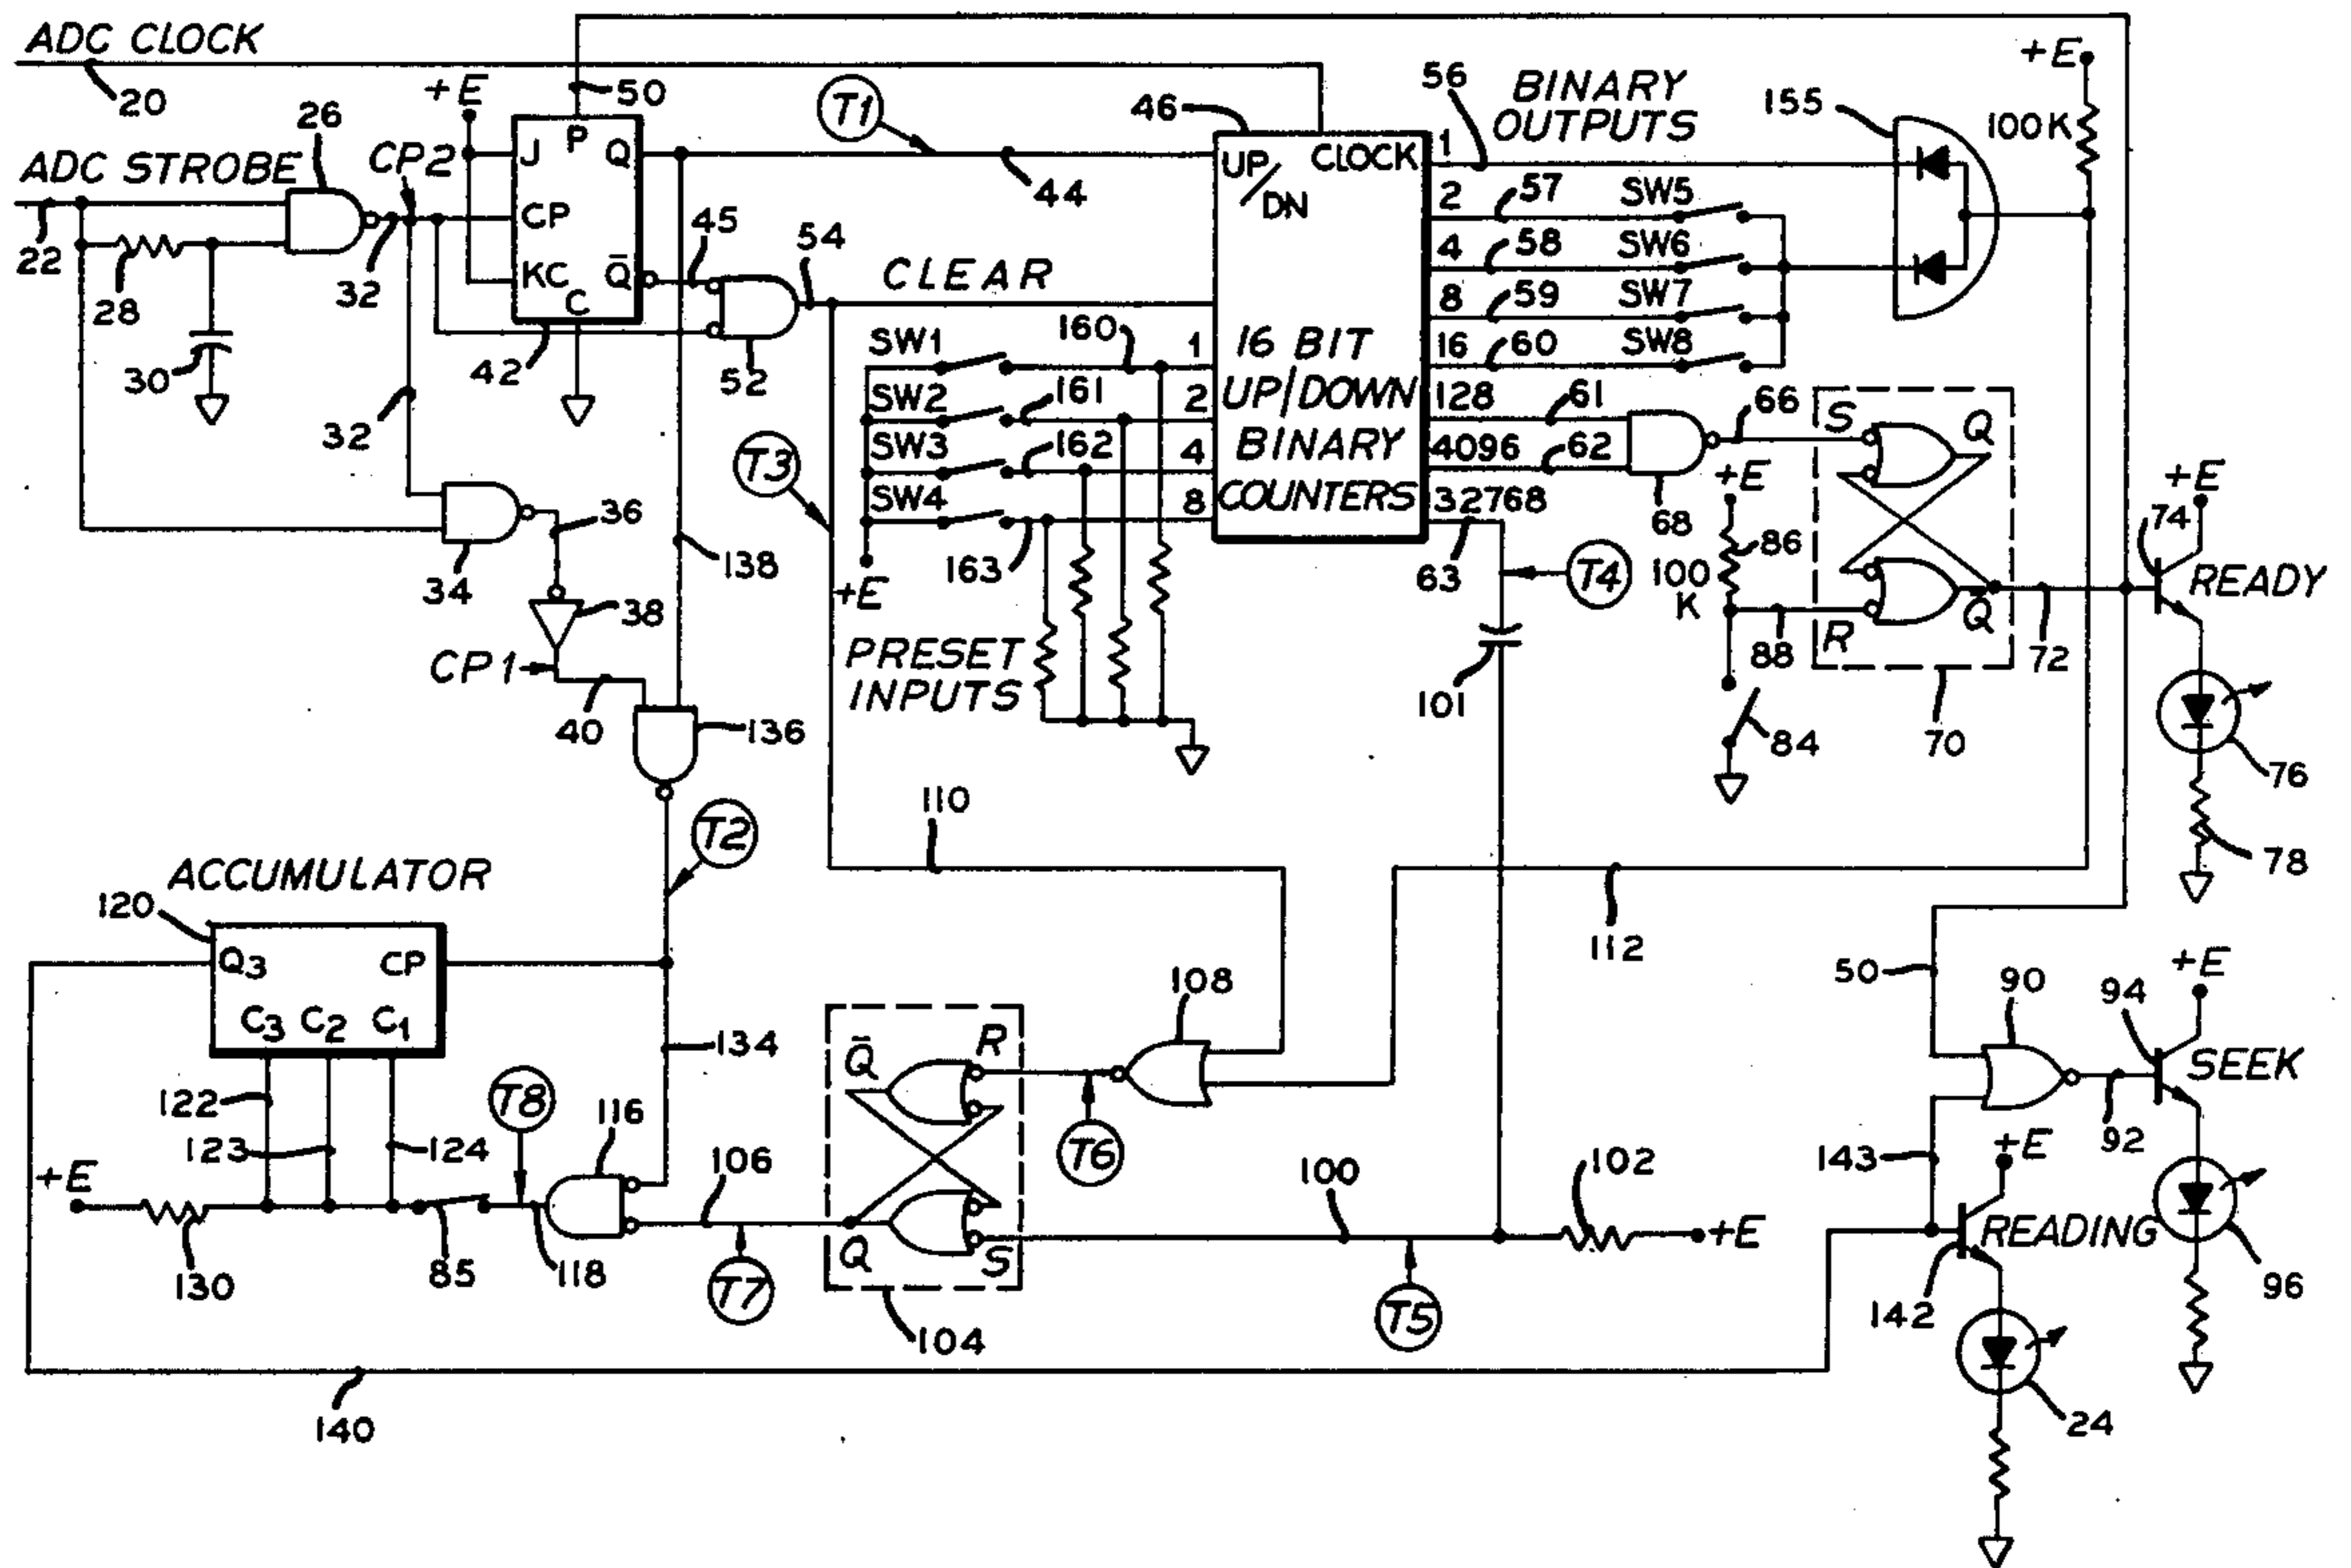 ADC CLOCK
20
+E
50
T1
46
56
BINARY
OUTPUTS
155
+E
100K
26
ADC STROBE
CP2
J
P
Q
44
UP/DN
CLOCK
1
22
28
30
32
CP
45
54
2
57
SW5
KC
C
Q̄
CLEAR
4
58
SW6
42
52
8
59
SW7
16
60
SW8
SW1
160
1
16 BIT
UP/DOWN
BINARY
COUNTERS
SW2
161
2
128
61
66
S
Q
32
T3
SW3
162
4
4096
62
68
+E
SW4
163
8
32768
63
T4
36
34
38
138
+E
86
100
K
88
R
Q
72
74
+E
READY
CP1
40
136
PRESET
INPUTS
101
84
70
76
78
T2
110
112
ACCUMULATOR
120
Q3
CP
C3
C2
C1
134
108
50
90
94
+E
SEEK
122
123
124
T8
116
Q̄
R
T6
92
+E
130
85
118
106
T7
Q
S
104
100
T5
102
+E
143
+E
READING
142
96
24
140